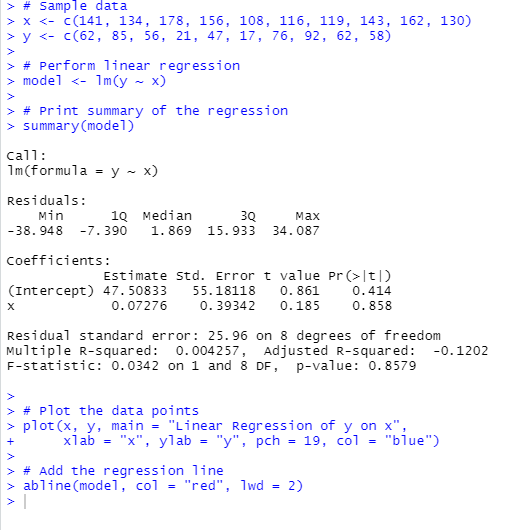 > # Sample data
> x <- c(141, 134, 178, 156, 108, 116, 119, 143, 162, 130)
> y <- c(62, 85, 56, 21, 47, 17, 76, 92, 62, 58)
>
> # Perform linear regression
> model <- lm(y ~ x)
>
> # Print summary of the regression
> summary(model)

Call:
lm(formula = y ~ x)

Residuals:
    Min      1Q  Median      3Q     Max
-38.948  -7.390   1.869  15.933  34.087

Coefficients:
            Estimate Std. Error t value Pr(>|t|)
(Intercept) 47.50833   55.18118   0.861    0.414
x            0.07276    0.39342   0.185    0.858

Residual standard error: 25.96 on 8 degrees of freedom
Multiple R-squared:  0.004257,  Adjusted R-squared:  -0.1202
F-statistic: 0.0342 on 1 and 8 DF,  p-value: 0.8579

>
> # Plot the data points
> plot(x, y, main = "Linear Regression of y on x",
+      xlab = "x", ylab = "y", pch = 19, col = "blue")
>
> # Add the regression line
> abline(model, col = "red", lwd = 2)
>